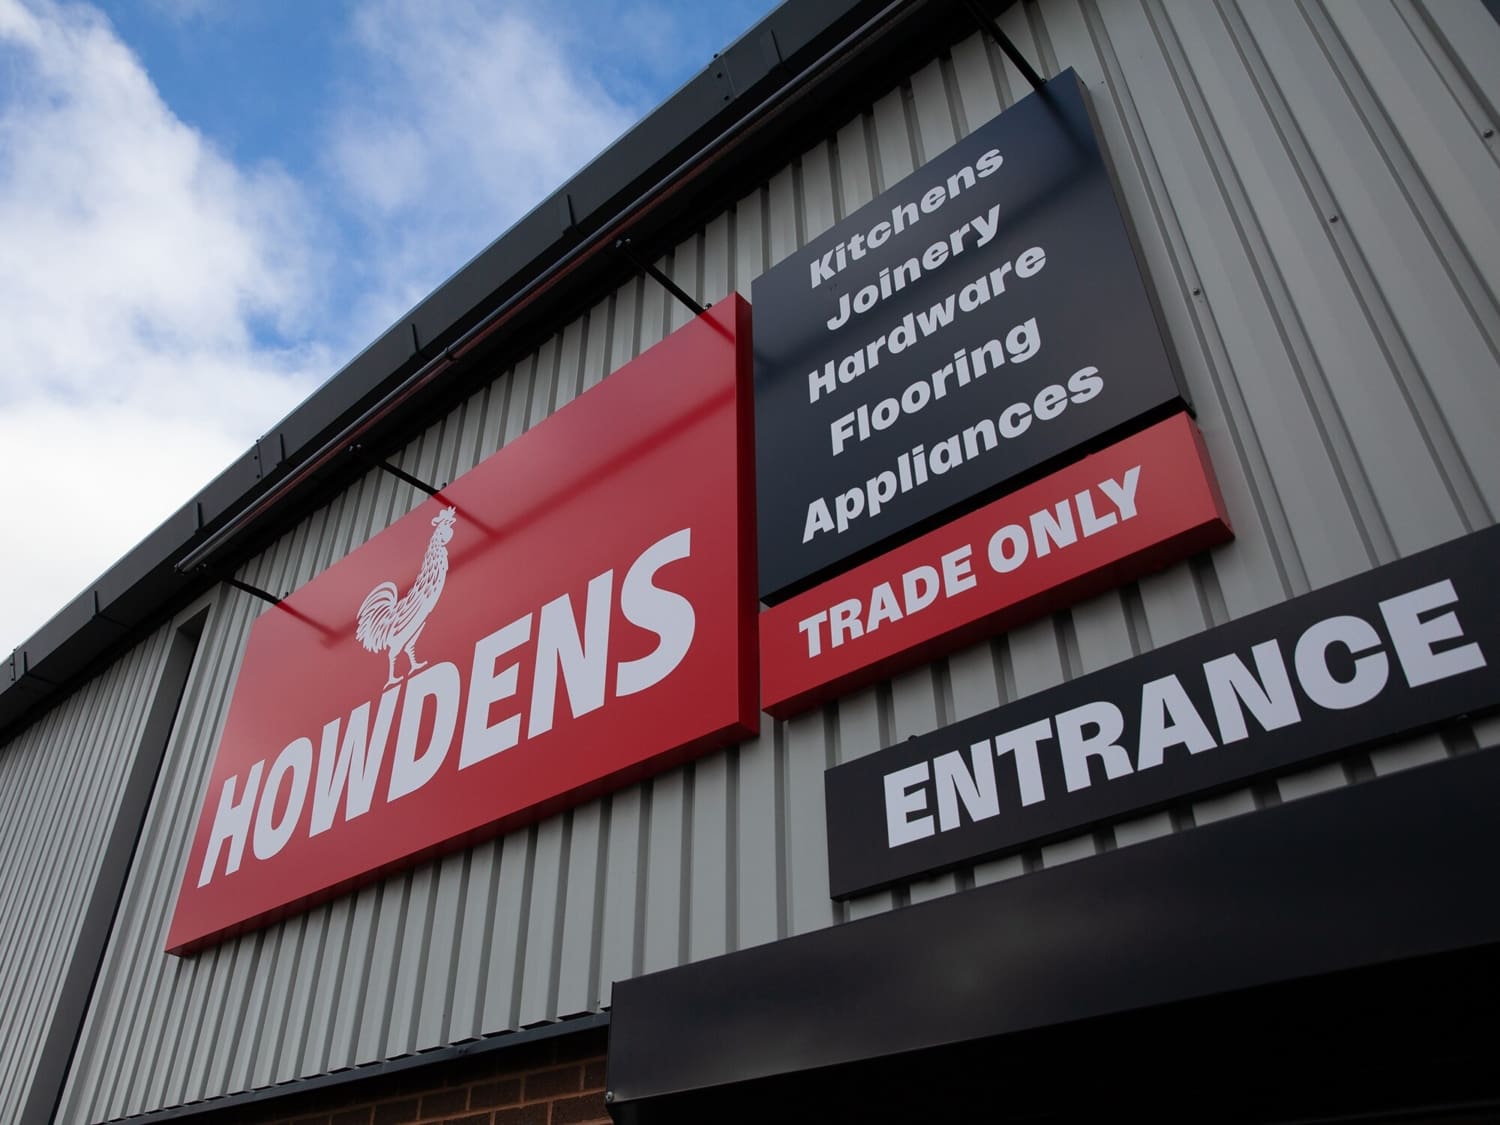 HOWDENS
Kitchens
Joinery
Hardware
Flooring
Appliances
TRADE ONLY
ENTRANCE